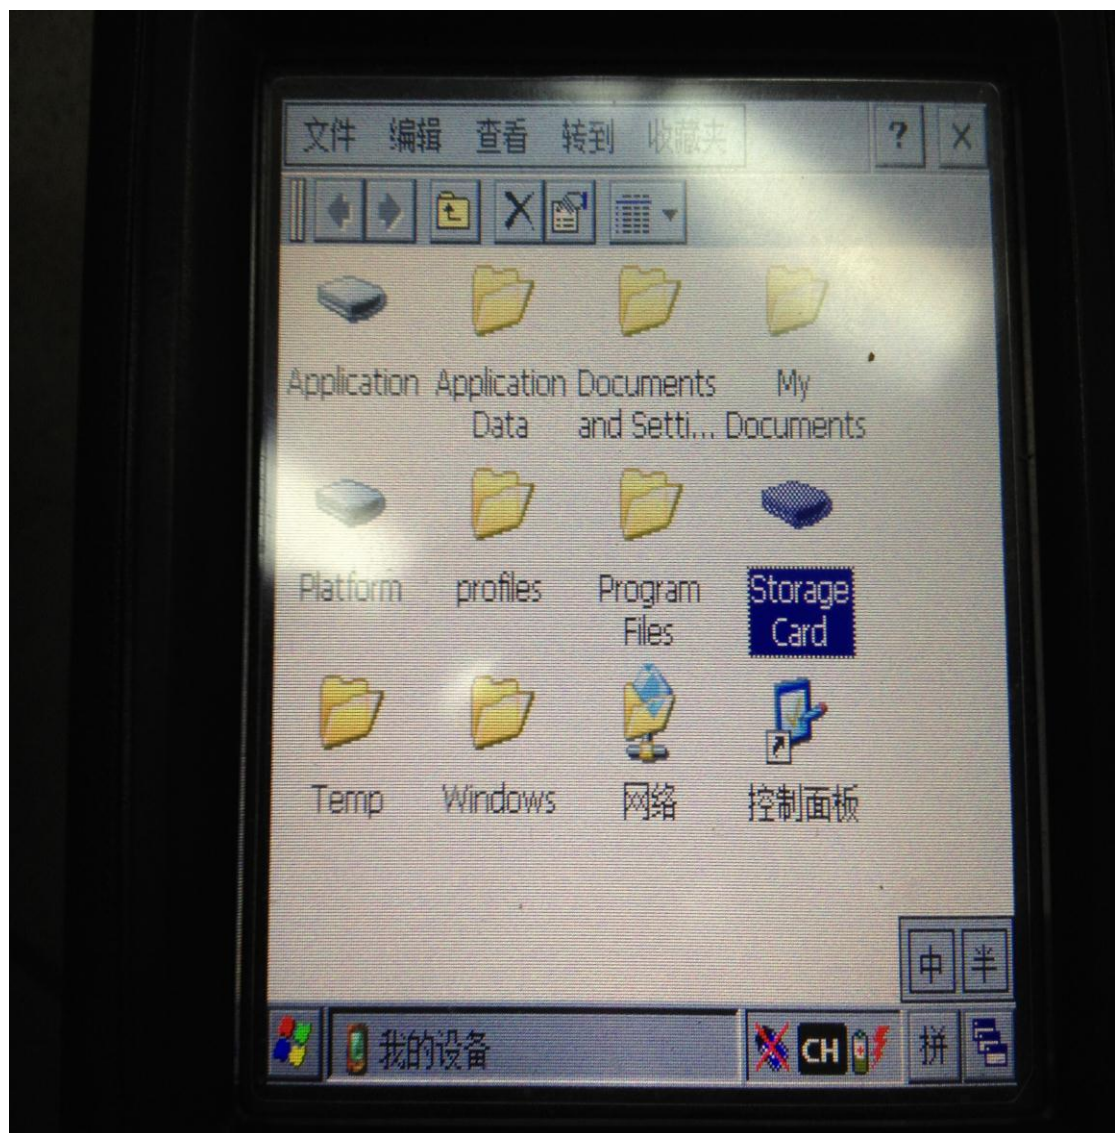 文件 编辑 查看 转到 收藏夹 ? X
Application Application Documents My
Data and Setti... Documents
Platform profiles Program Storage
Files Card
Temp Windows 网络 控制面板
中 半
我的设备 CH 拼